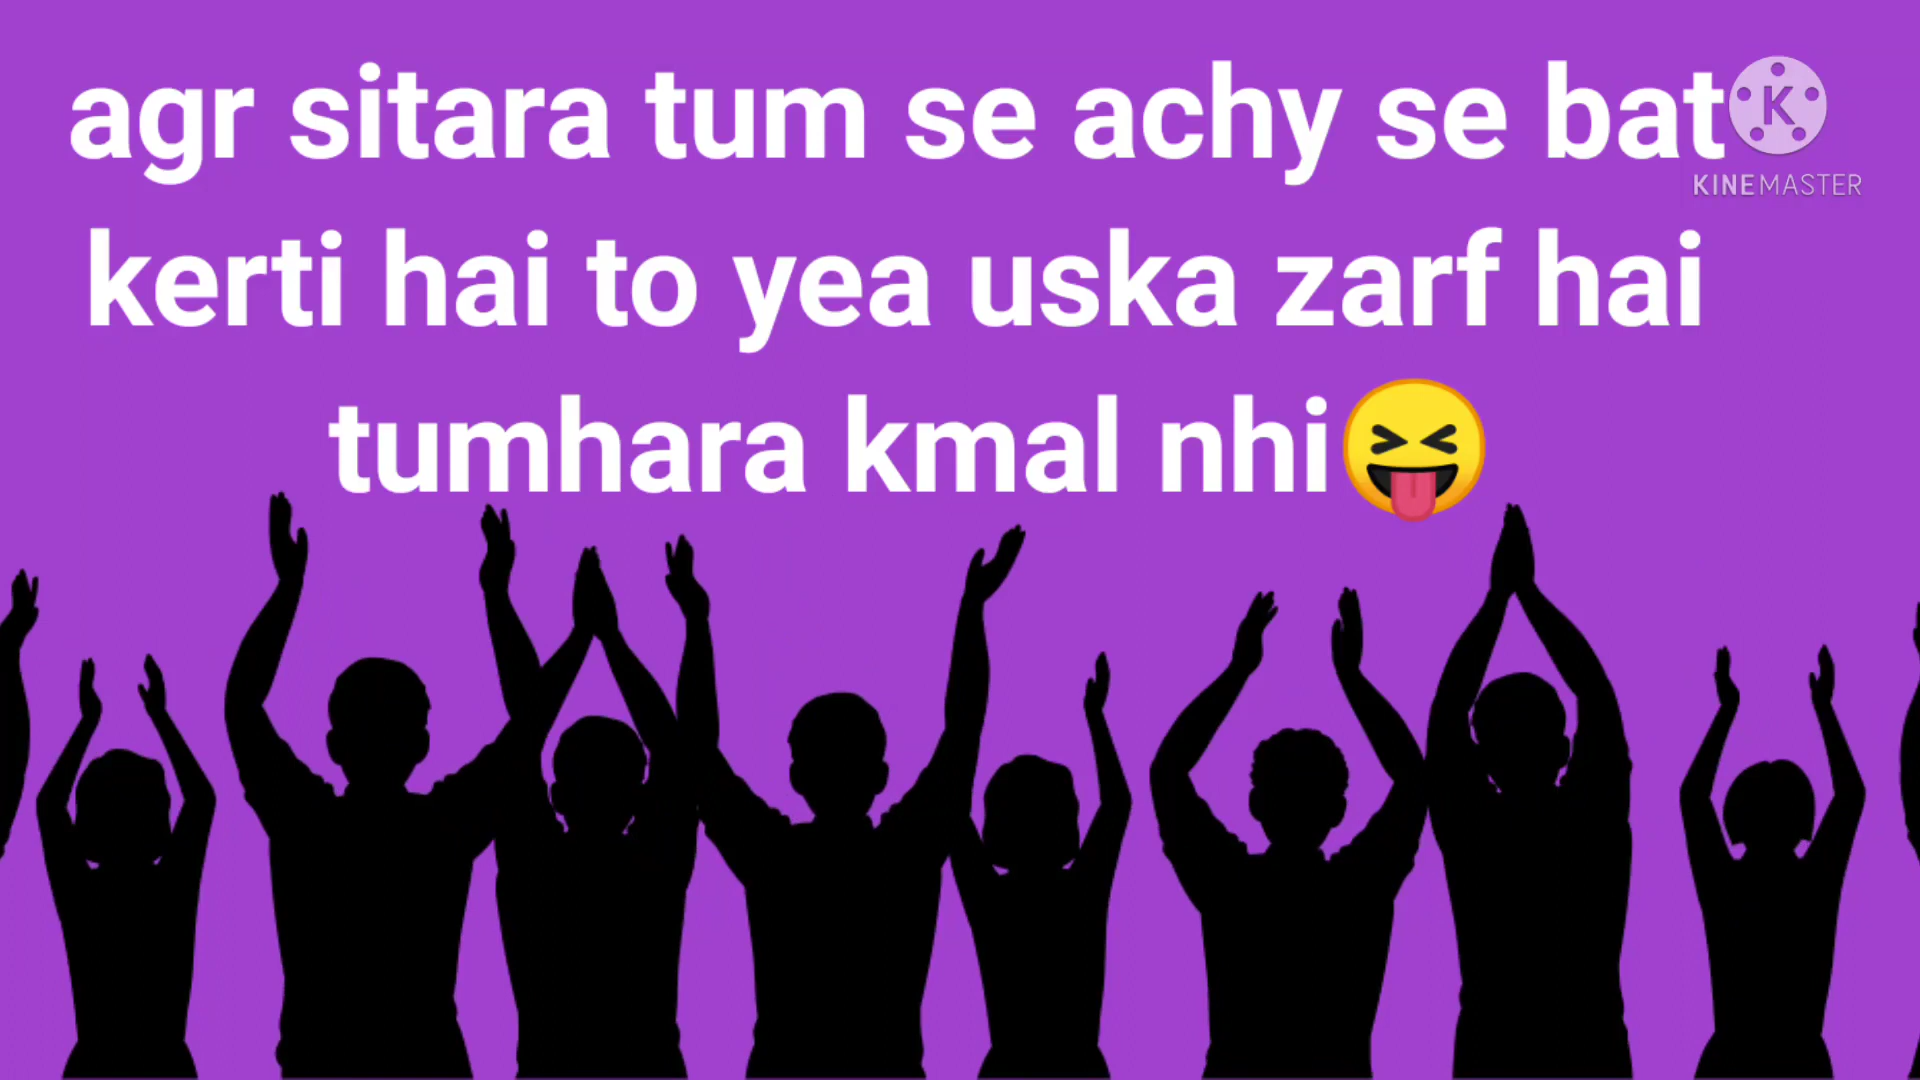 agr sitara tum se achy se bat
kerti hai to yea uska zarf hai
tumhara kmal nhi😝
K
KINEMASTER